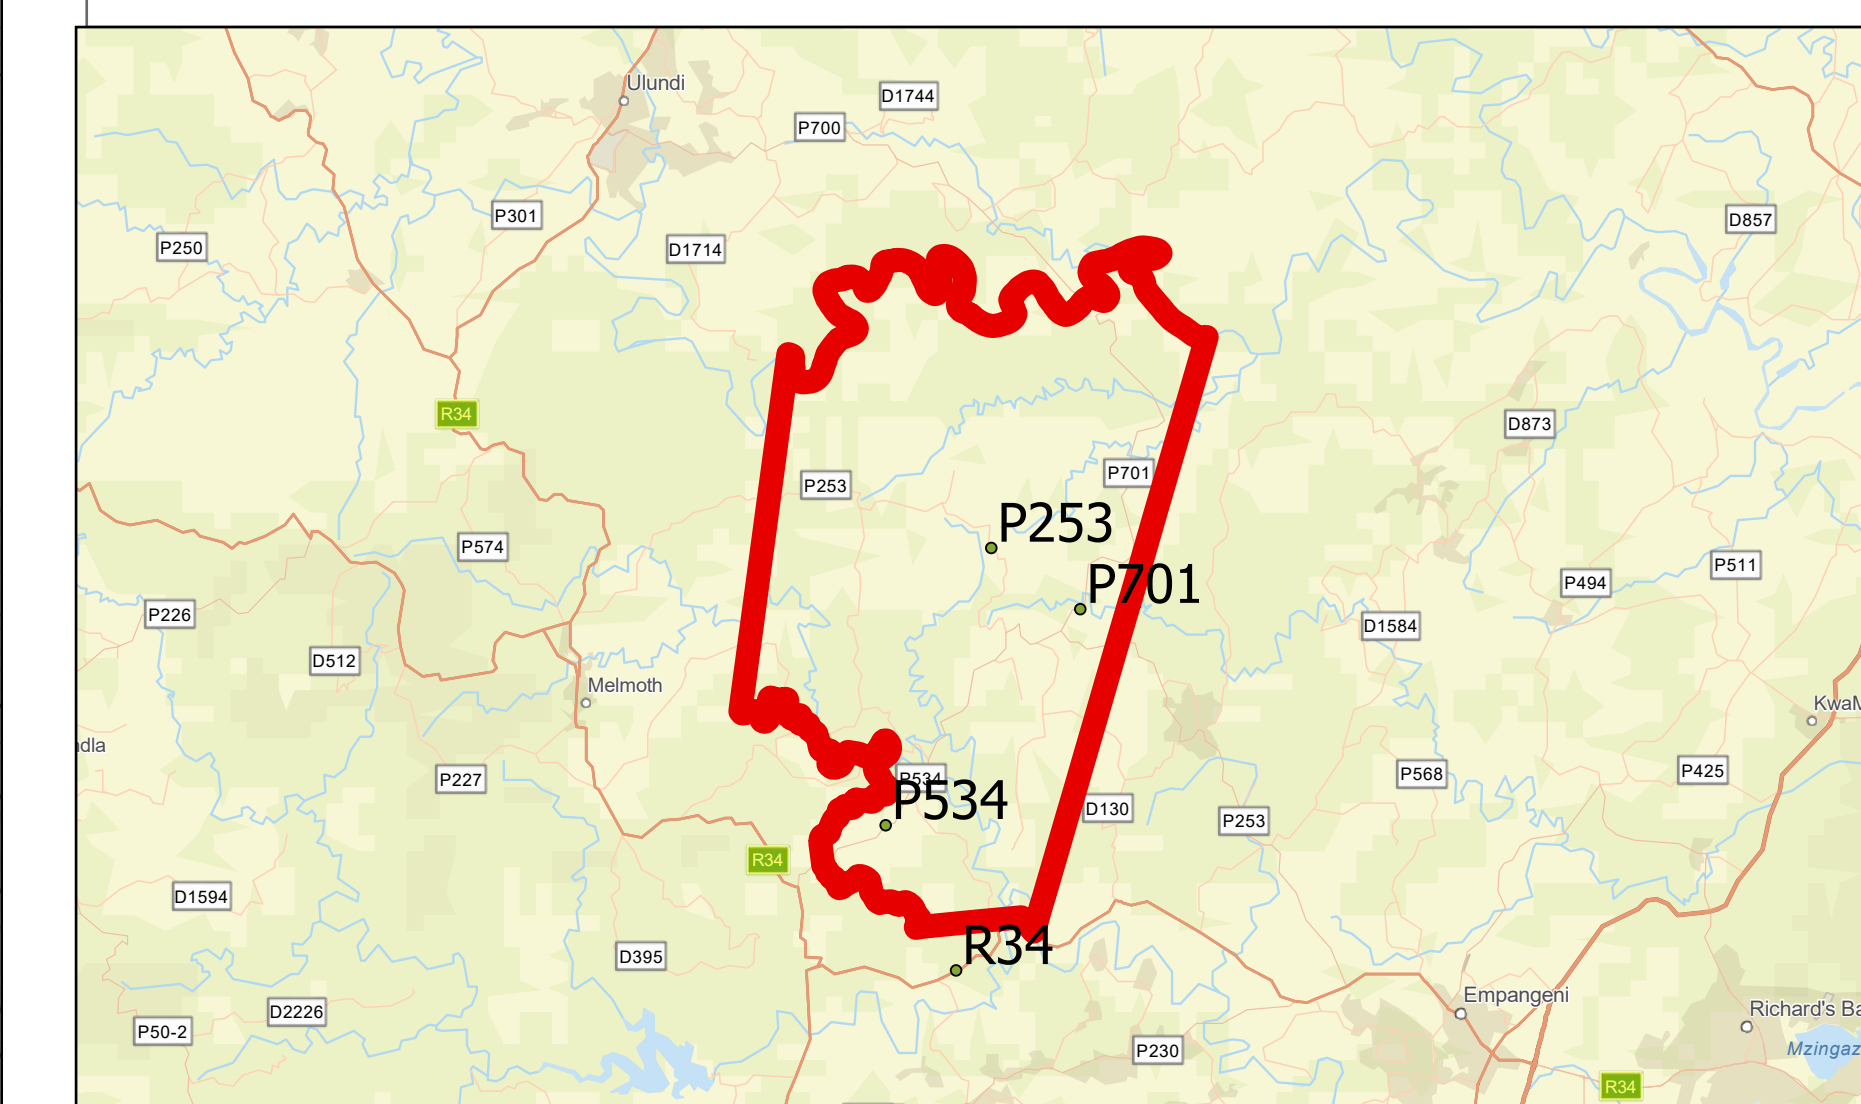 Ulundi
D1744
P700
P301
D857
P250
D1714
R34
D873
P701
P253
P253
P574
P511
P494
P701
P226
D1584
D512
Melmoth
KwaM
dla
P425
P568
P227
P534
P534
D130
P253
R34
D1594
R34
D395
Empangeni
Richard's Ba
D2226
P50-2
Mzingaz
P230
R34